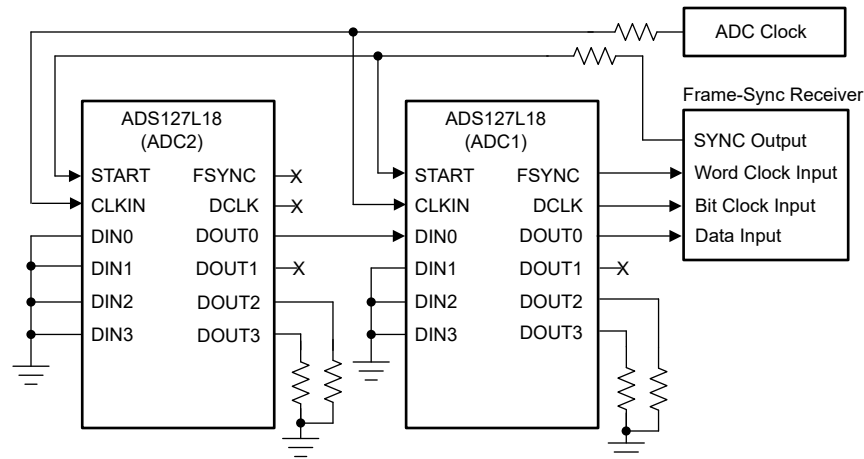 ADC Clock
Frame-Sync Receiver
SYNC Output
Word Clock Input
Bit Clock Input
Data Input
ADS127L18
(ADC2)
START FSYNC X
CLKIN DCLK X
DIN0 DOUT0
DIN1 DOUT1 X
DIN2 DOUT2
DIN3 DOUT3
ADS127L18
(ADC1)
START FSYNC
CLKIN DCLK
DIN0 DOUT0
DIN1 DOUT1 X
DIN2 DOUT2
DIN3 DOUT3